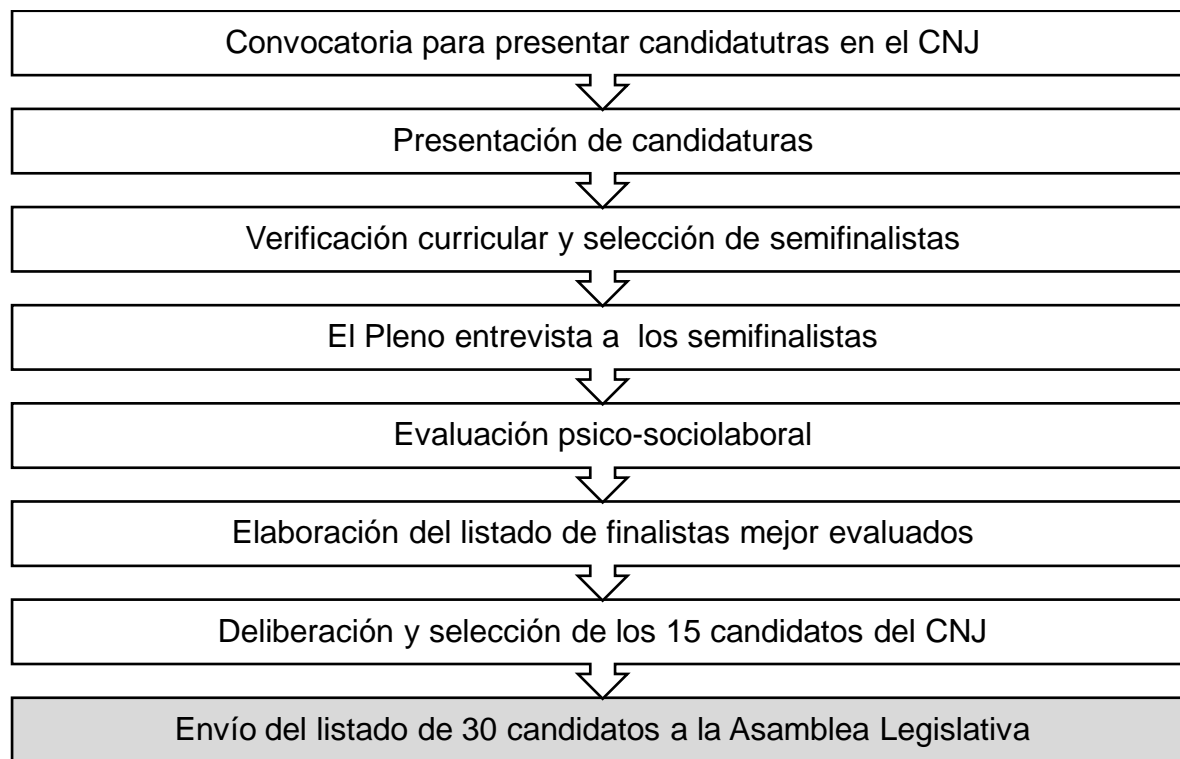 Convocatoria para presentar candidatutras en el CNJ
Presentación de candidaturas
Verificación curricular y selección de semifinalistas
El Pleno entrevista a los semifinalistas
Evaluación psico-sociolaboral
Elaboración del listado de finalistas mejor evaluados
Deliberación y selección de los 15 candidatos del CNJ
Envío del listado de 30 candidatos a la Asamblea Legislativa